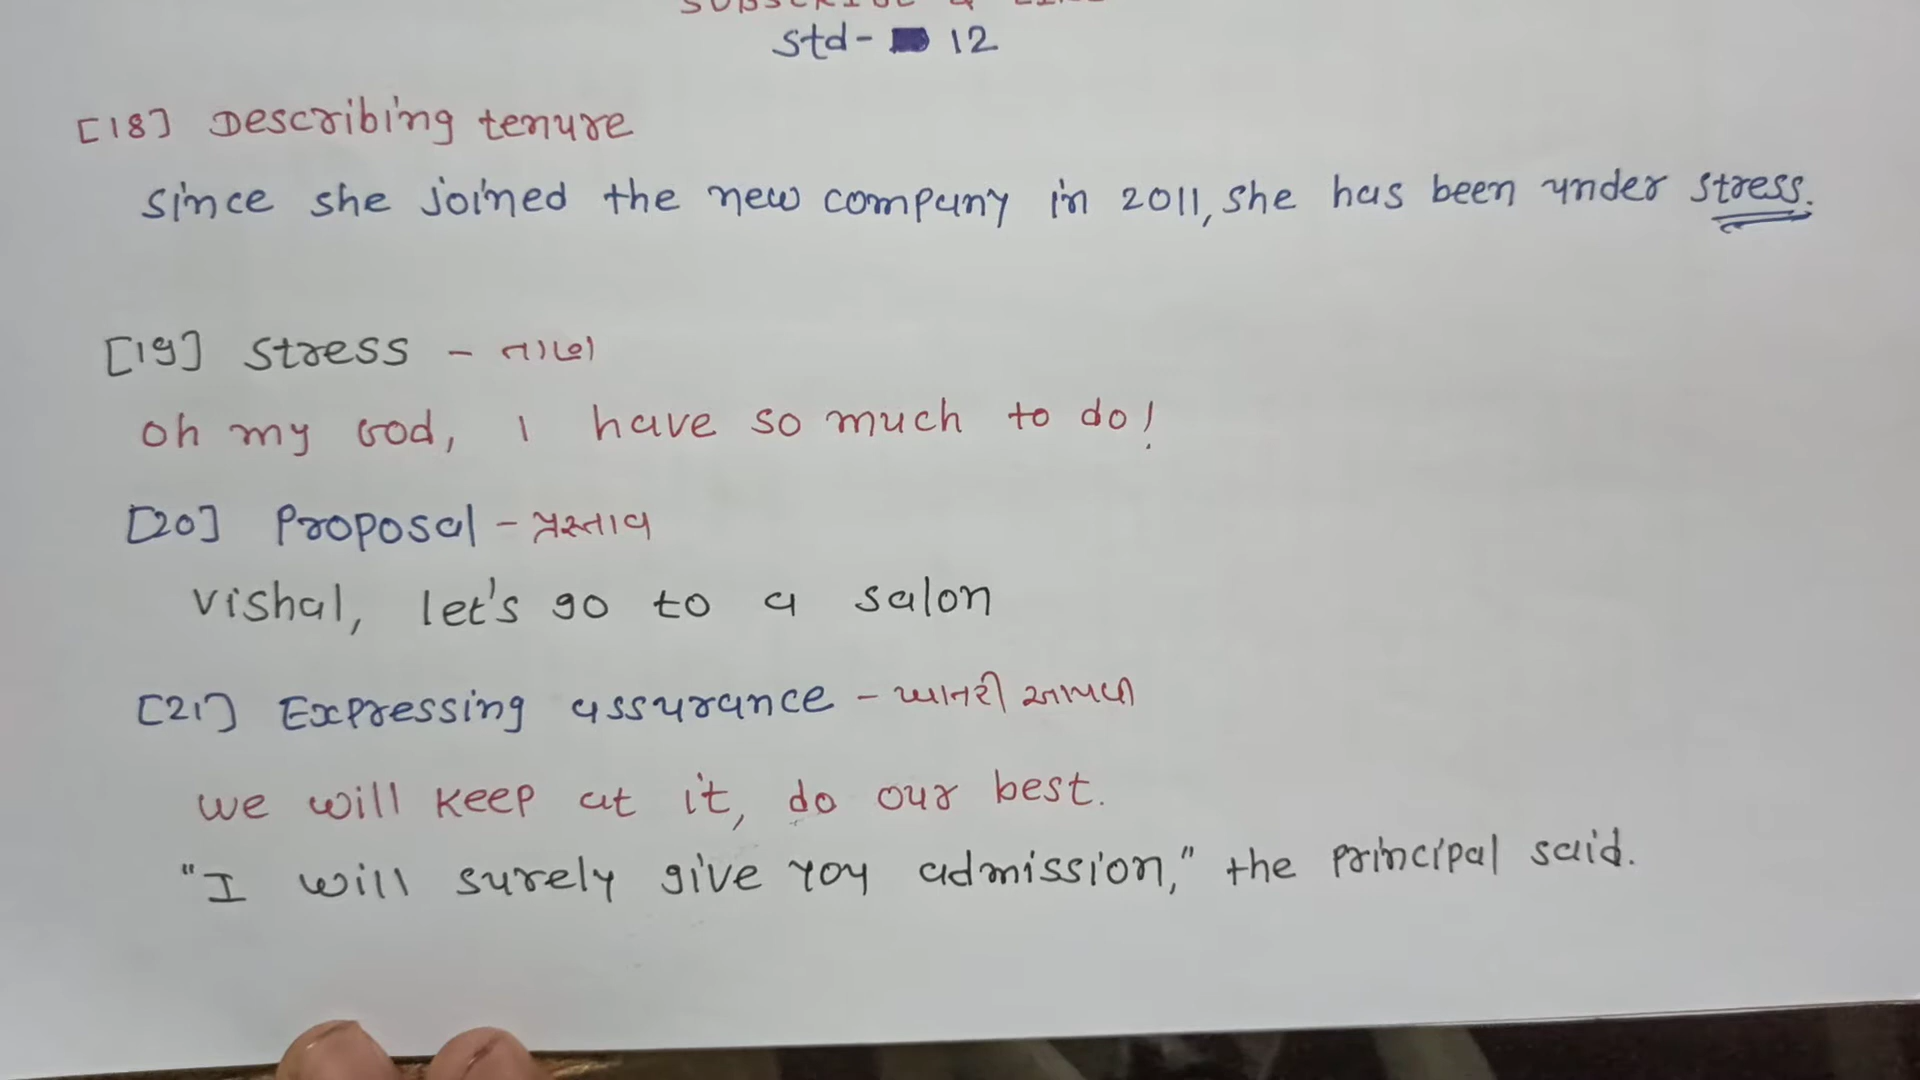 SUBSCRIBE & LIKE
Std- 12
[18] Describing tenure
since she joined the new company in 2011, she has been under stress.
[19] Stress - તાણ
oh my God, I have so much to do!
[20] Proposal - પ્રસ્તાવ
Vishal, let's go to a salon
[21] Expressing assurance - ખાતરી આપવી
we will keep at it, do our best.
"I will surely give you admission," the principal said.